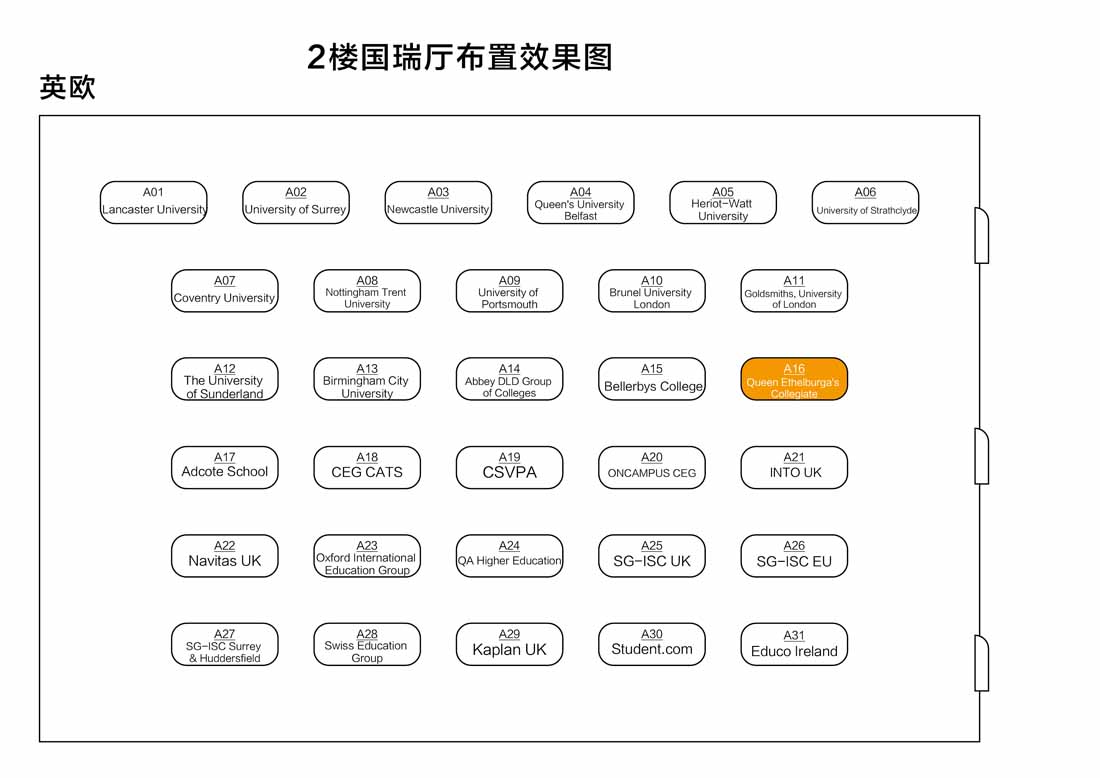 2楼国瑞厅布置效果图
英欧
A01
Lancaster University
A02
University of Surrey
A03
Newcastle University
A04
Queen's University
Belfast
A05
Heriot-Watt
University
A06
University of Strathclyde
A07
Coventry University
A08
Nottingham Trent
University
A09
University of
Portsmouth
A10
Brunel University
London
A11
Goldsmiths, University
of London
A12
The University
of Sunderland
A13
Birmingham City
University
A14
Abbey DLD Group
of Colleges
A15
Bellerbys College
A16
Queen Ethelburga's
Collegiate
A17
Adcote School
A18
CEG CATS
A19
CSVPA
A20
ONCAMPUS CEG
A21
INTO UK
A22
Navitas UK
A23
Oxford International
Education Group
A24
QA Higher Education
A25
SG-ISC UK
A26
SG-ISC EU
A27
SG-ISC Surrey
& Huddersfield
A28
Swiss Education
Group
A29
Kaplan UK
A30
Student.com
A31
Educo Ireland